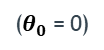 (θ₀ = 0)